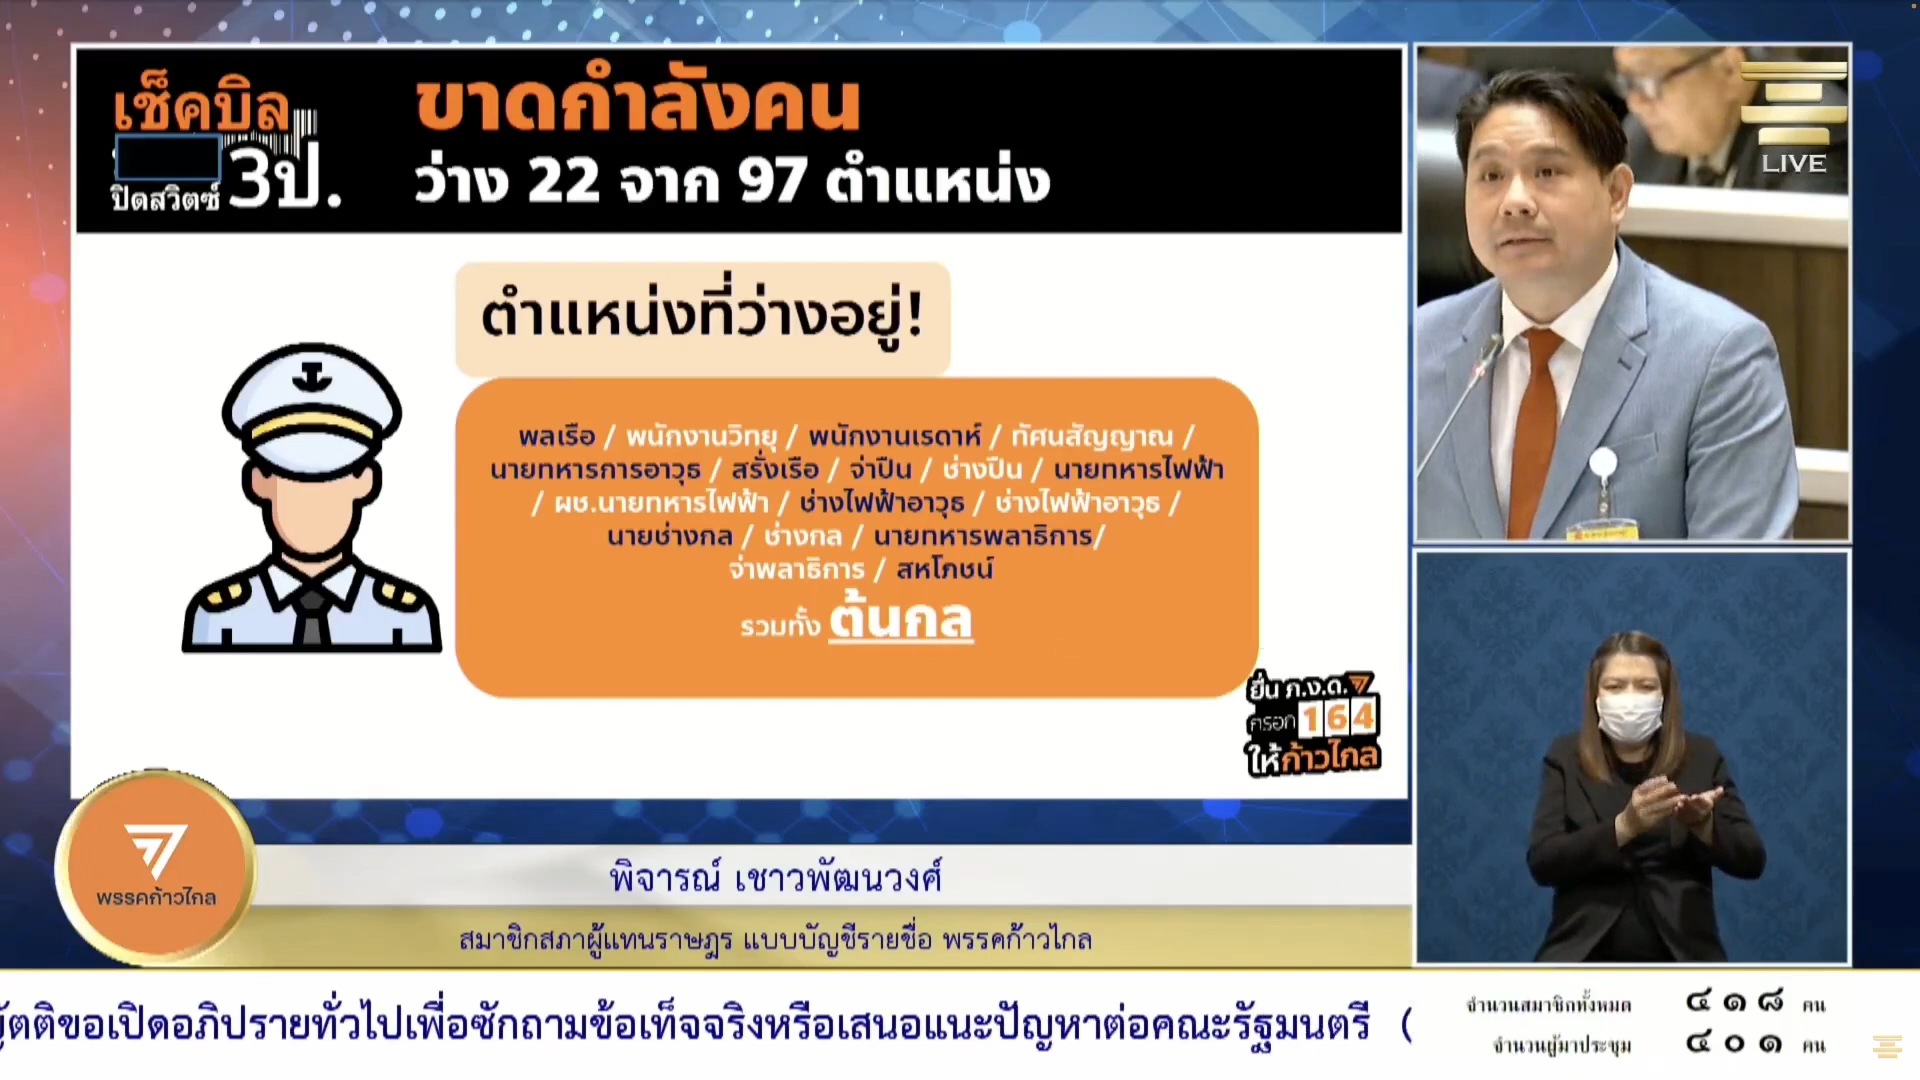 เช็คบิล
ปิดสวิตซ์ 3ป.
ขาดกำลังคน
ว่าง 22 จาก 97 ตำแหน่ง
LIVE
ตำแหน่งที่ว่างอยู่!
พลเรือ / พนักงานวิทยุ / พนักงานเรดาห์ / ทัศนสัญญาณ /
นายทหารการอาวุธ / สรั่งเรือ / จ่าปืน / ช่างปืน / นายทหารไฟฟ้า
/ ผช.นายทหารไฟฟ้า / ช่างไฟฟ้าอาวุธ / ช่างไฟฟ้าอาวุธ /
นายช่างกล / ช่างกล / นายทหารพลาธิการ/
จ่าพลาธิการ / สหโภชน์
รวมทั้ง ต้นกล
ยื่น ภ.ง.ด.
กรอก 164
ให้ก้าวไกล
พรรคก้าวไกล
พิจารณ์ เชาวพัฒนวงศ์
สมาชิกสภาผู้แทนราษฎร แบบบัญชีรายชื่อ พรรคก้าวไกล
ัตติขอเปิดอภิปรายทั่วไปเพื่อซักถามข้อเท็จจริงหรือเสนอแนะปัญหาต่อคณะรัฐมนตรี (
จำนวนสมาชิกทั้งหมด ๔๑๘ คน
จำนวนผู้มาประชุม ๔๐๑ คน